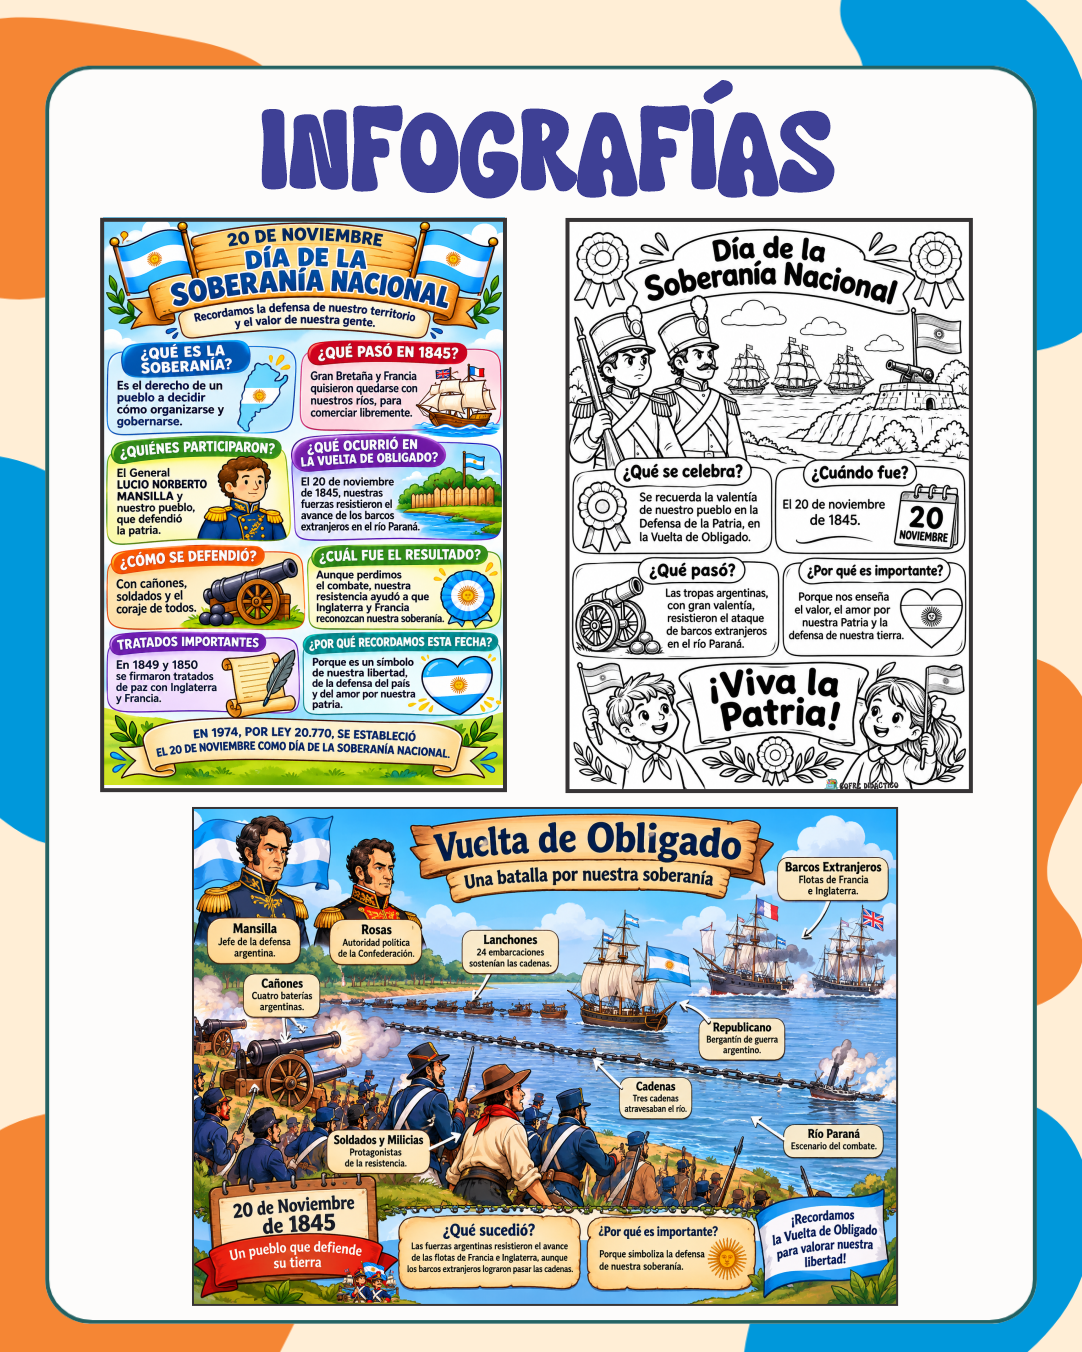 INFOGRAFÍAS
20 DE NOVIEMBRE
DÍA DE LA
SOBERANÍA NACIONAL
Recordamos la defensa de nuestro territorio
y el valor de nuestra gente.
¿QUÉ ES LA
SOBERANÍA?
Es el derecho de un
pueblo a decidir
cómo organizarse y
gobernarse.
¿QUÉ PASÓ EN 1845?
Gran Bretaña y Francia
quisieron quedarse con
nuestros ríos, para
comerciar libremente.
¿QUIÉNES PARTICIPARON?
El General
LUCIO NORBERTO
MANSILLA y
nuestro pueblo,
que defendió
la patria.
¿QUÉ OCURRIÓ EN
LA VUELTA DE OBLIGADO?
El 20 de noviembre
de 1845, nuestras
fuerzas resistieron el
avance de los barcos
extranjeros en el río Paraná.
¿CÓMO SE DEFENDIÓ?
Con cañones,
soldados y el
coraje de todos.
¿CUÁL FUE EL RESULTADO?
Aunque perdimos
el combate, nuestra
resistencia ayudó a que
Inglaterra y Francia
reconozcan nuestra soberanía.
TRATADOS IMPORTANTES
En 1849 y 1850
se firmaron tratados
de paz con Inglaterra
y Francia.
¿POR QUÉ RECORDAMOS ESTA FECHA?
Porque es un símbolo
de nuestra libertad,
de la defensa del país
y del amor por nuestra
patria.
EN 1974, POR LEY 20.770, SE ESTABLECIÓ
EL 20 DE NOVIEMBRE COMO DÍA DE LA SOBERANÍA NACIONAL.
Día de la
Soberanía Nacional
¿Qué se celebra?
Se recuerda la valentía
de nuestro pueblo en la
Defensa de la Patria, en
la Vuelta de Obligado.
¿Cuándo fue?
El 20 de noviembre
de 1845.
20
NOVIEMBRE
¿Qué pasó?
Las tropas argentinas,
con gran valentía,
resistieron el ataque
de barcos extranjeros
en el río Paraná.
¿Por qué es importante?
Porque nos enseña
el valor, el amor por
nuestra Patria y la
defensa de nuestra tierra.
¡Viva la
Patria!
COFRE DIDÁCTICO
Vuelta de Obligado
Una batalla por nuestra soberanía
Mansilla
Jefe de la defensa
argentina.
Rosas
Autoridad política
de la Confederación.
Barcos Extranjeros
Flotas de Francia
e Inglaterra.
Lanchones
24 embarcaciones
sostenían las cadenas.
Cañones
Cuatro baterías
argentinas.
Republicano
Bergantín de guerra
argentino.
Cadenas
Tres cadenas
atravesaban el río.
Soldados y Milicias
Protagonistas
de la resistencia.
Río Paraná
Escenario del combate.
20 de Noviembre
de 1845
Un pueblo que defiende
su tierra
¿Qué sucedió?
Las fuerzas argentinas resistieron el avance
de las flotas de Francia e Inglaterra, aunque
los barcos extranjeros lograron pasar las cadenas.
¿Por qué es importante?
Porque simboliza la defensa
de nuestra soberanía.
¡Recordamos
la Vuelta de Obligado
para valorar nuestra
libertad!